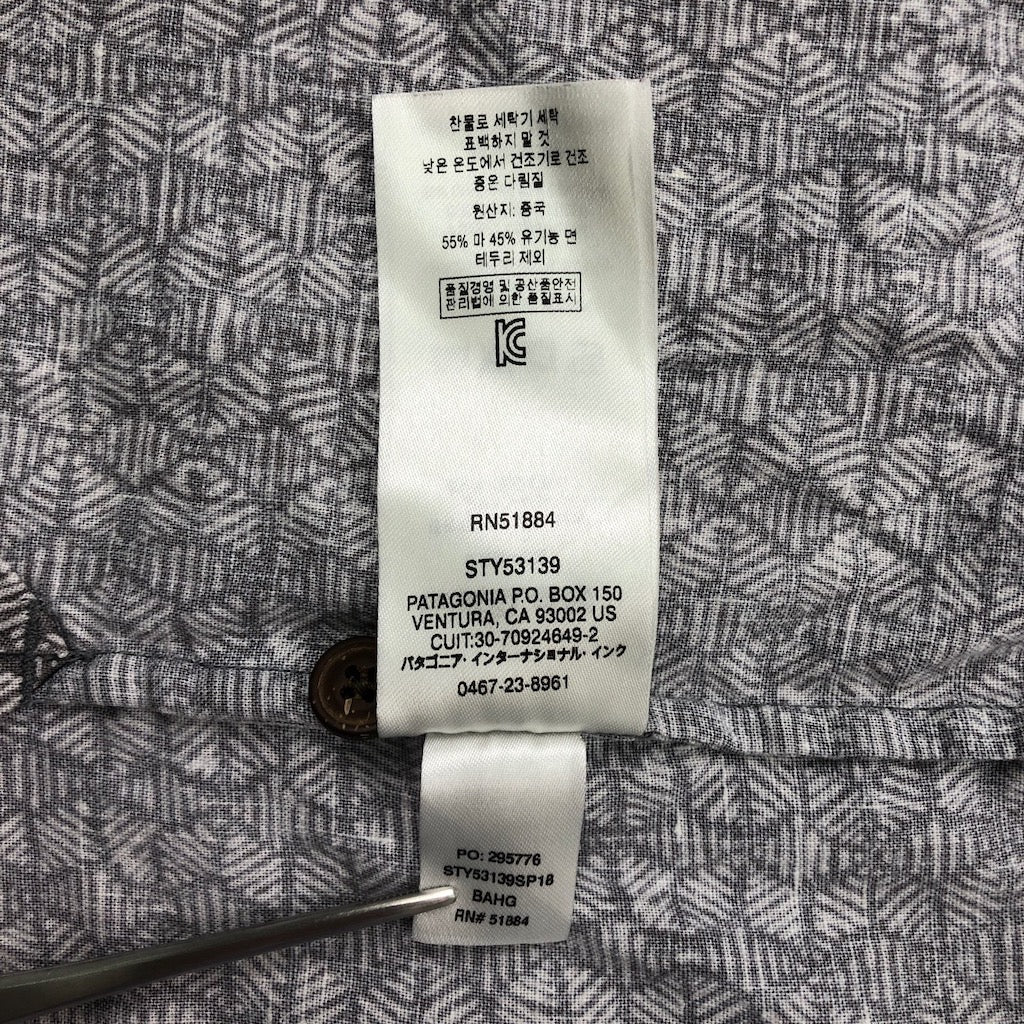 찬물로 세탁기 세탁
표백하지 말 것
낮은 온도에서 건조기로 건조
중온 다림질
원산지: 중국
55% 마 45% 유기농 면
테두리 제외
품질경영 및 공산품안전
관리법에 의한 품질표시
RN51884
STY53139
PATAGONIA P.O. BOX 150
VENTURA, CA 93002 US
CUIT:30-70924649-2
パタゴニア・インターナショナル・インク
0467-23-8961
PO: 295776
STY53139SP18
BAHG
RN# 51884